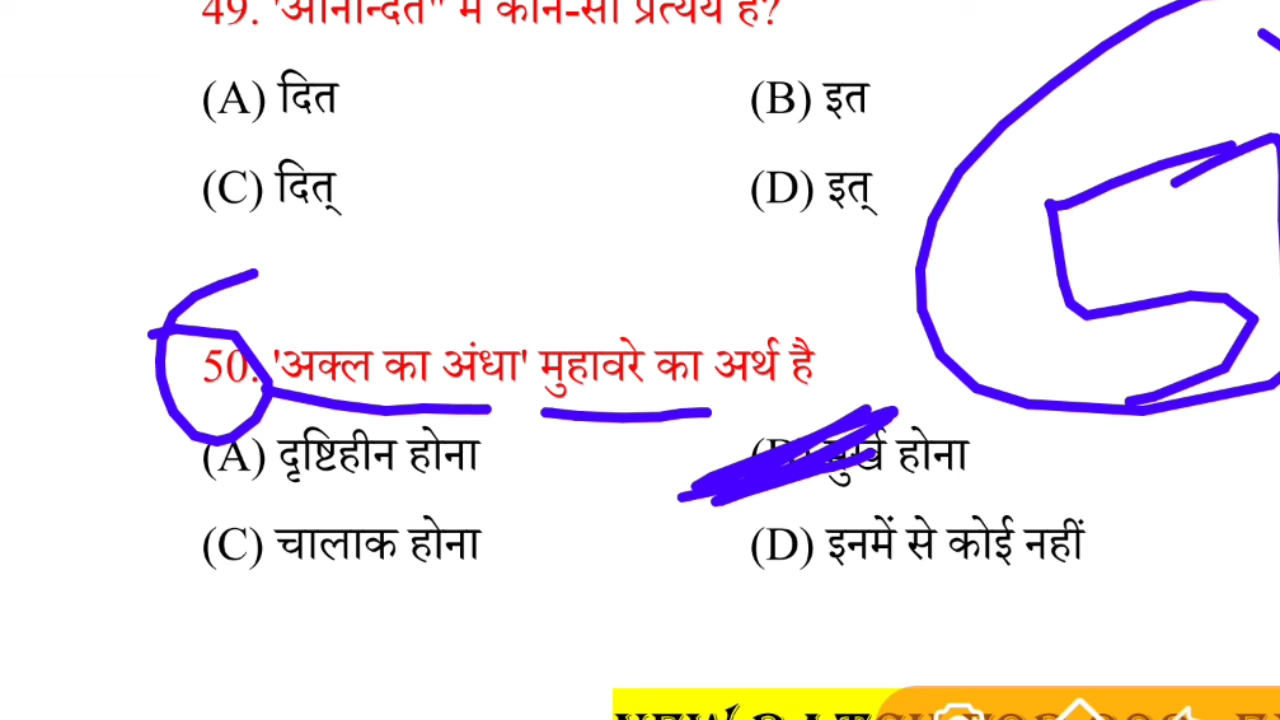 49. 'आनन्दित" में कौन-सा प्रत्यय है?
(A) दित (B) इत
(C) दित् (D) इत्
50. 'अक्ल का अंधा' मुहावरे का अर्थ है
(A) दृष्टिहीन होना (B) मुर्ख होना
(C) चालाक होना (D) इनमें से कोई नहीं